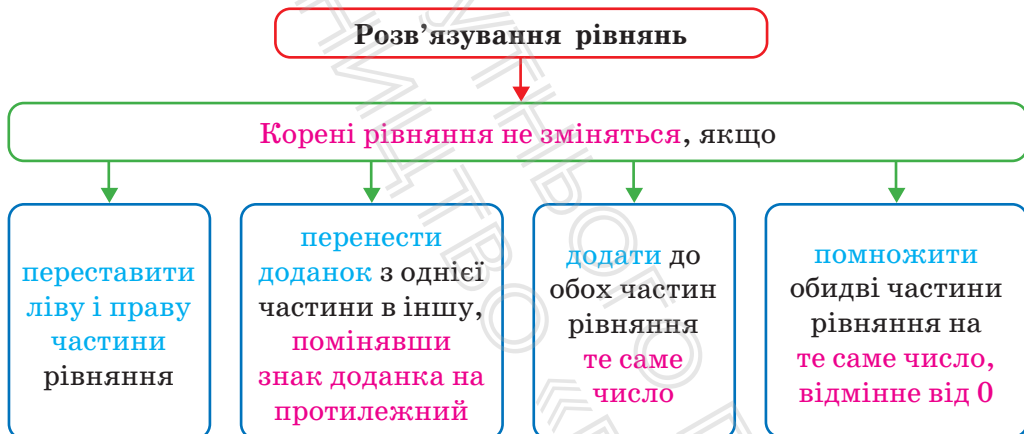 Розв’язування рівнянь
Корені рівняння не зміняться, якщо
переставити
ліву і праву
частини
рівняння
перенести
доданок з однієї
частини в іншу,
помінявши
знак доданка на
протилежний
додати до
обох частин
рівняння
те саме
число
помножити
обидві частини
рівняння на
те саме число,
відмінне від 0